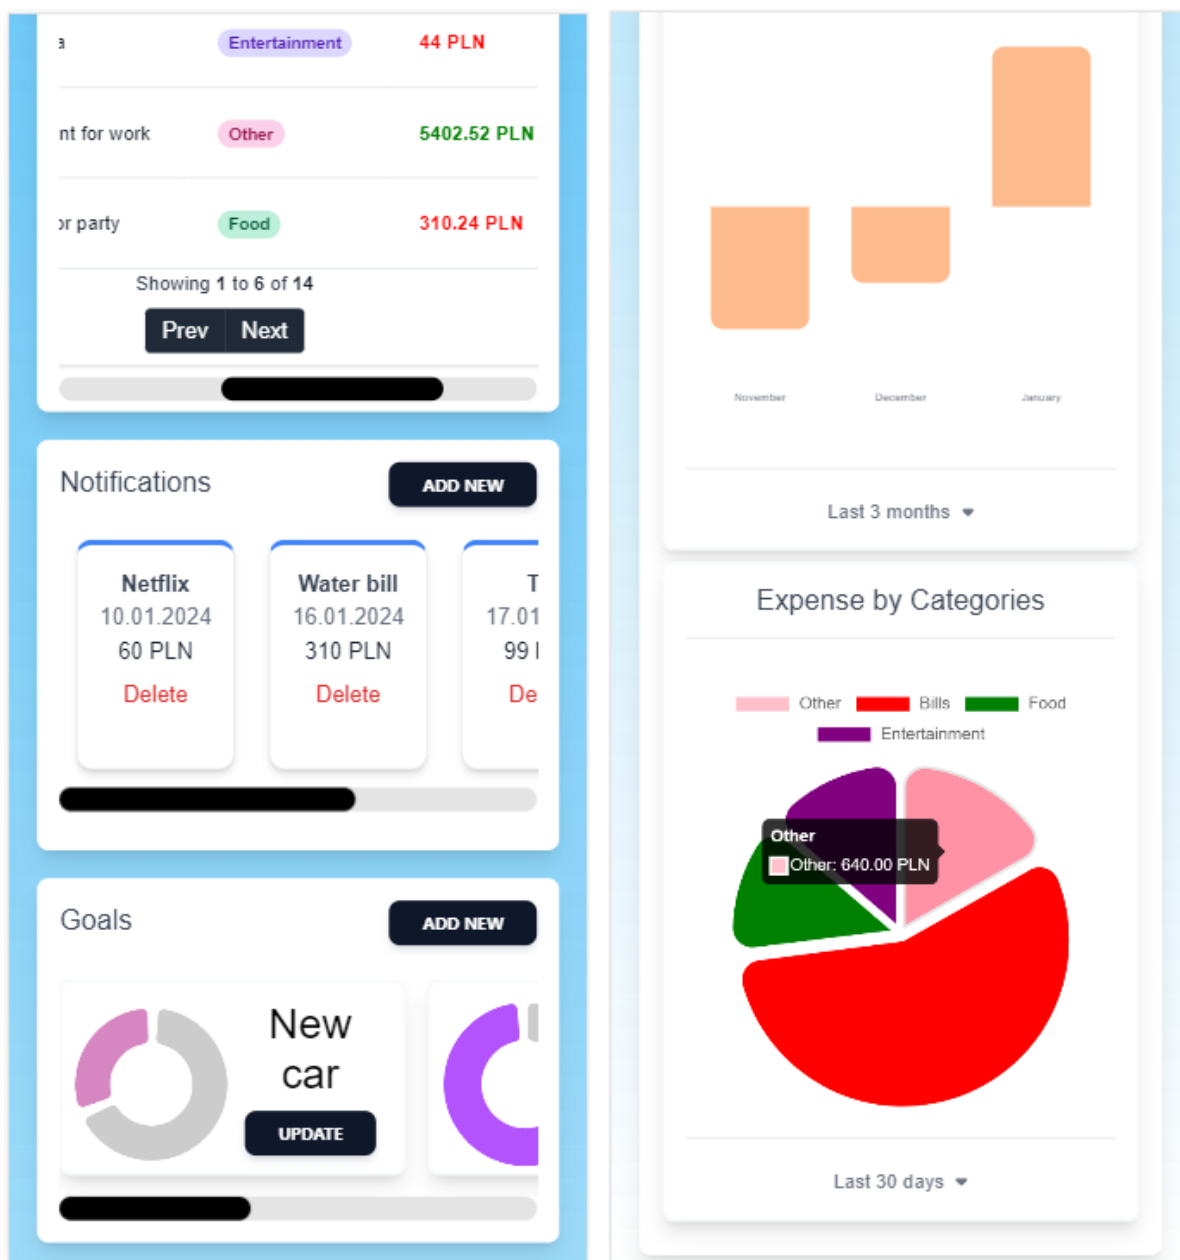 a Entertainment 44 PLN
nt for work Other 5402.52 PLN
or party Food 310.24 PLN
Showing 1 to 6 of 14
Prev Next
Notifications ADD NEW
Netflix Water bill T
10.01.2024 16.01.2024 17.01
60 PLN 310 PLN 99
Delete Delete De
Goals ADD NEW
New
car
UPDATE
November December January
Last 3 months
Expense by Categories
Other Bills Food
Entertainment
Other
Other: 640.00 PLN
Last 30 days